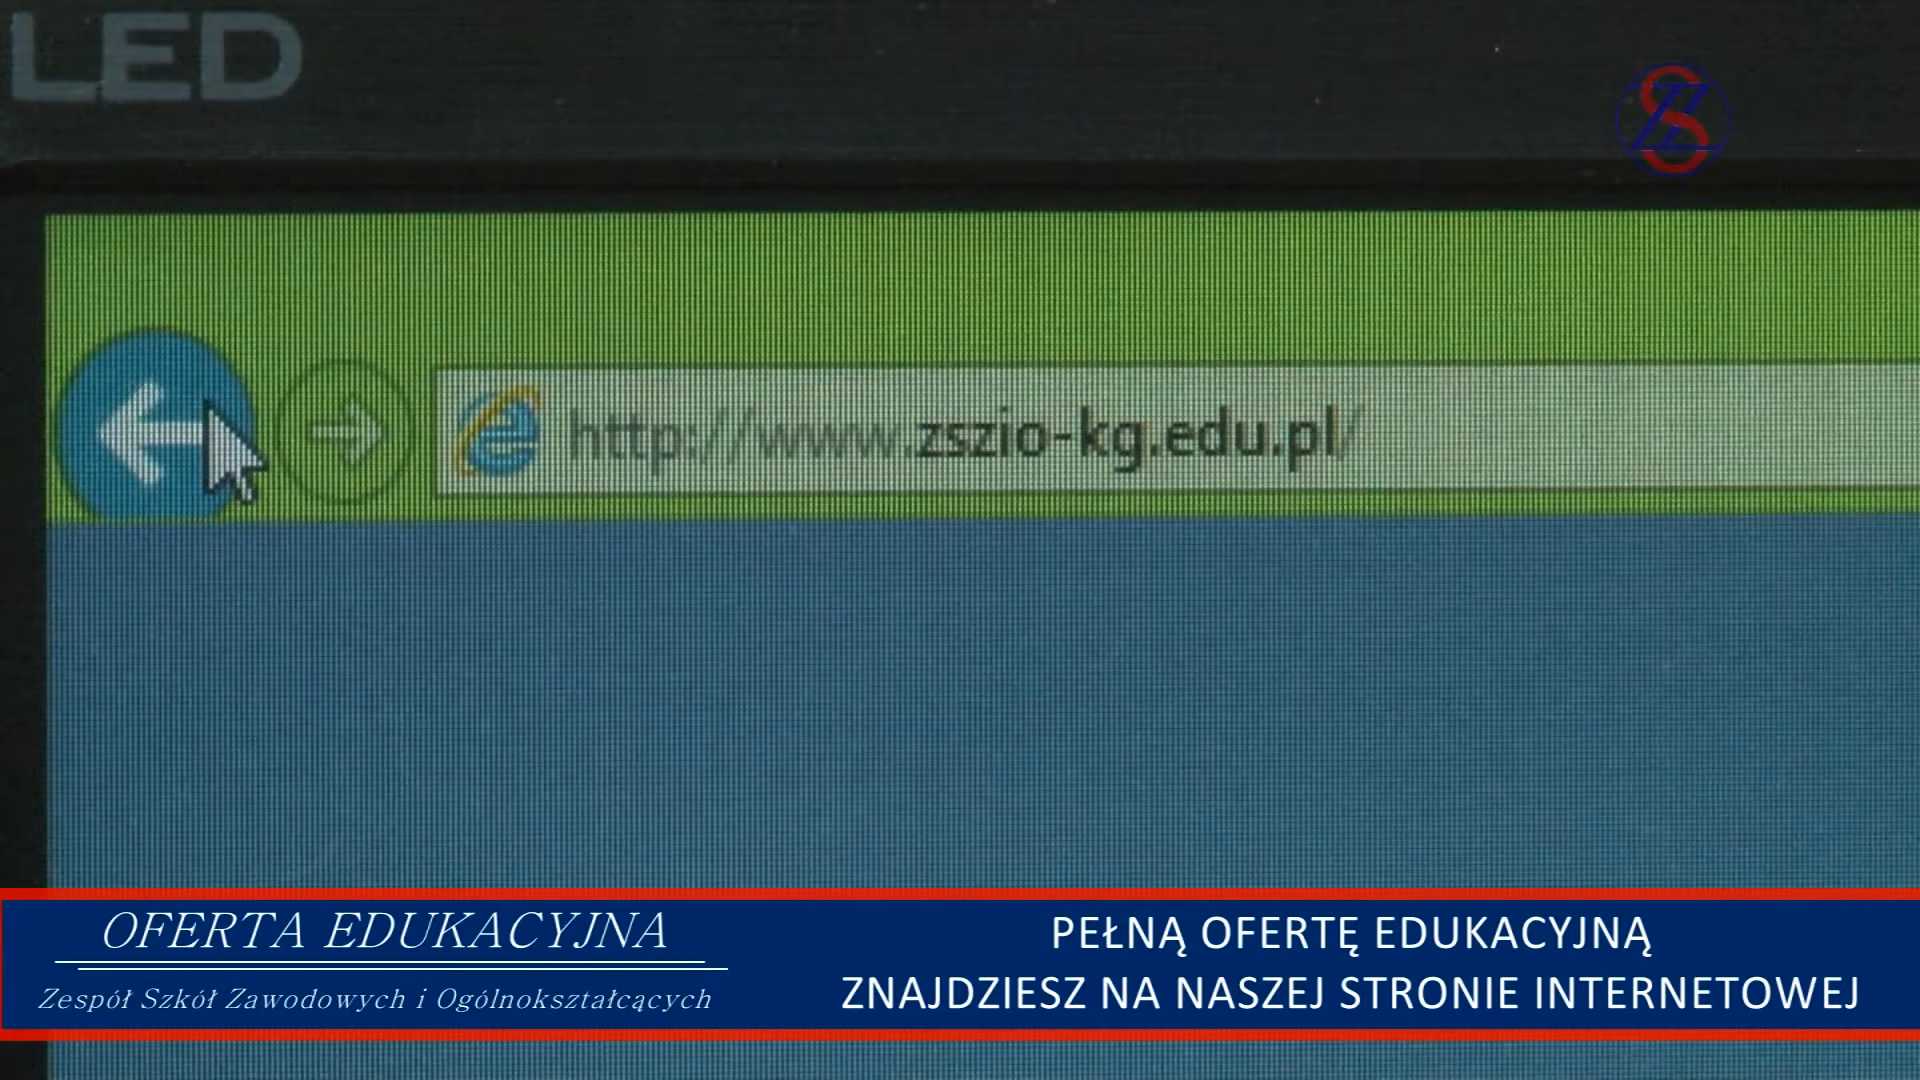 LED
http://www.zszio-kg.edu.pl/
OFERTA EDUKACYJNA
Zespół Szkół Zawodowych i Ogólnokształcących
PEŁNĄ OFERTĘ EDUKACYJNĄ
ZNAJDZIESZ NA NASZEJ STRONIE INTERNETOWEJ